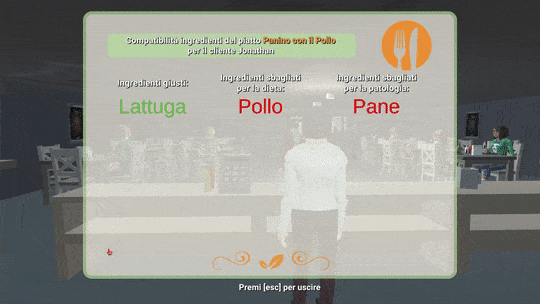 Compatibilità ingredienti del piatto Panino con il Pollo
per il cliente Jonathan
Ingredienti giusti:
Lattuga
Ingredienti sbagliati
per la dieta:
Pollo
Ingredienti sbagliati
per la patologia:
Pane
Premi [esc] per uscire